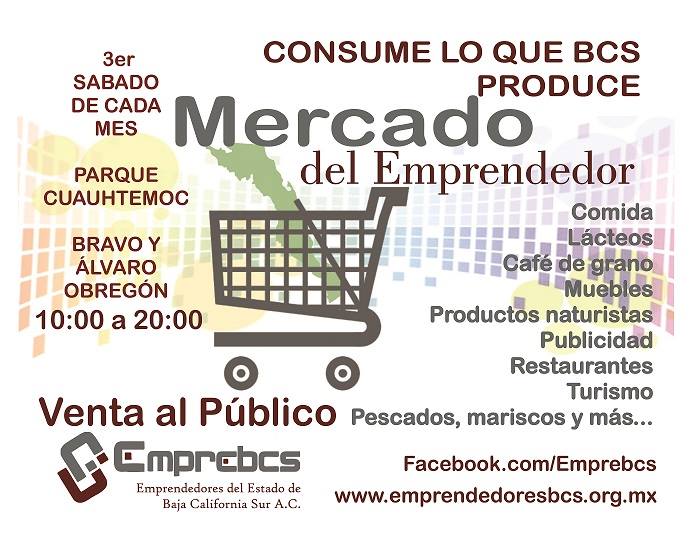 3er
SABADO
DE CADA
MES
PARQUE
CUAUHTEMOC
BRAVO Y
ÁLVARO
OBREGÓN
10:00 a 20:00
CONSUME LO QUE BCS
PRODUCE
Mercado
del Emprendedor
Comida
Lácteos
Café de grano
Muebles
Productos naturistas
Publicidad
Restaurantes
Turismo
Pescados, mariscos y más...
Venta al Público
Emprebcs
Emprendedores del Estado de
Baja California Sur A.C.
Facebook.com/Emprebcs
www.emprendedoresbcs.org.mx